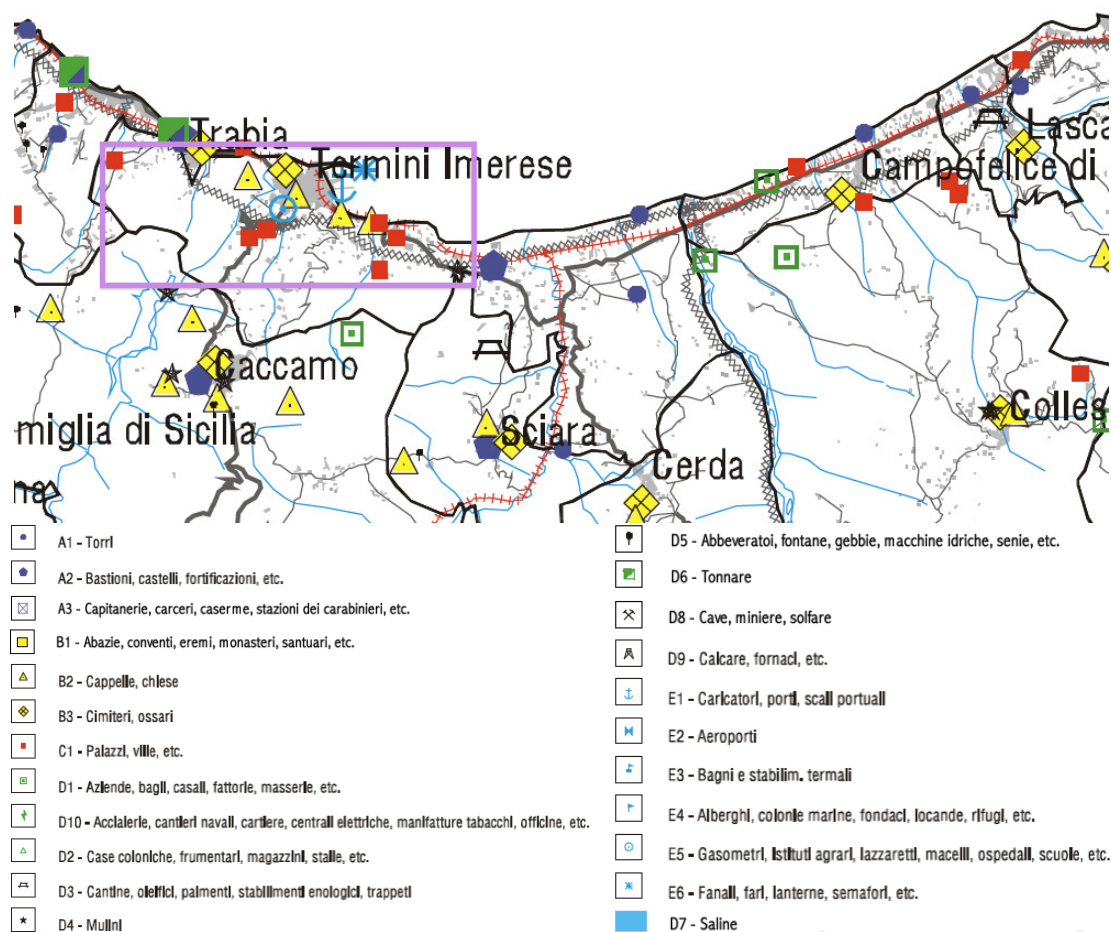 Trabia
Lasca
Termini Imerese
Campofelice di
Caccamo
Colles
miglia di Sicilia
Sciara
Cerda
na
A1 - Torri
A2 - Bastioni, castelli, fortificazioni, etc.
A3 - Capitanerie, carceri, caserme, stazioni dei carabinieri, etc.
B1 - Abazie, conventi, eremi, monasteri, santuari, etc.
B2 - Cappelle, chiese
B3 - Cimiteri, ossari
C1 - Palazzi, ville, etc.
D1 - Aziende, bagli, casali, fattorie, masserie, etc.
D10 - Acciaierie, cantieri navali, cartiere, centrali elettriche, manifatture tabacchi, officine, etc.
D2 - Case coloniche, frumentari, magazzini, stalle, etc.
D3 - Cantine, oleifici, palmenti, stabilimenti enologici, trappeti
D4 - Mulini
D5 - Abbeveratoi, fontane, gebbie, macchine idriche, senie, etc.
D6 - Tonnare
D8 - Cave, miniere, solfare
D9 - Calcare, fornaci, etc.
E1 - Caricatori, porti, scali portuali
E2 - Aeroporti
E3 - Bagni e stabilim. termali
E4 - Alberghi, colonie marine, fondaci, locande, rifugi, etc.
E5 - Gasometri, istituti agrari, lazzaretti, macelli, ospedali, scuole, etc.
E6 - Fanali, fari, lanterne, semafori, etc.
D7 - Saline